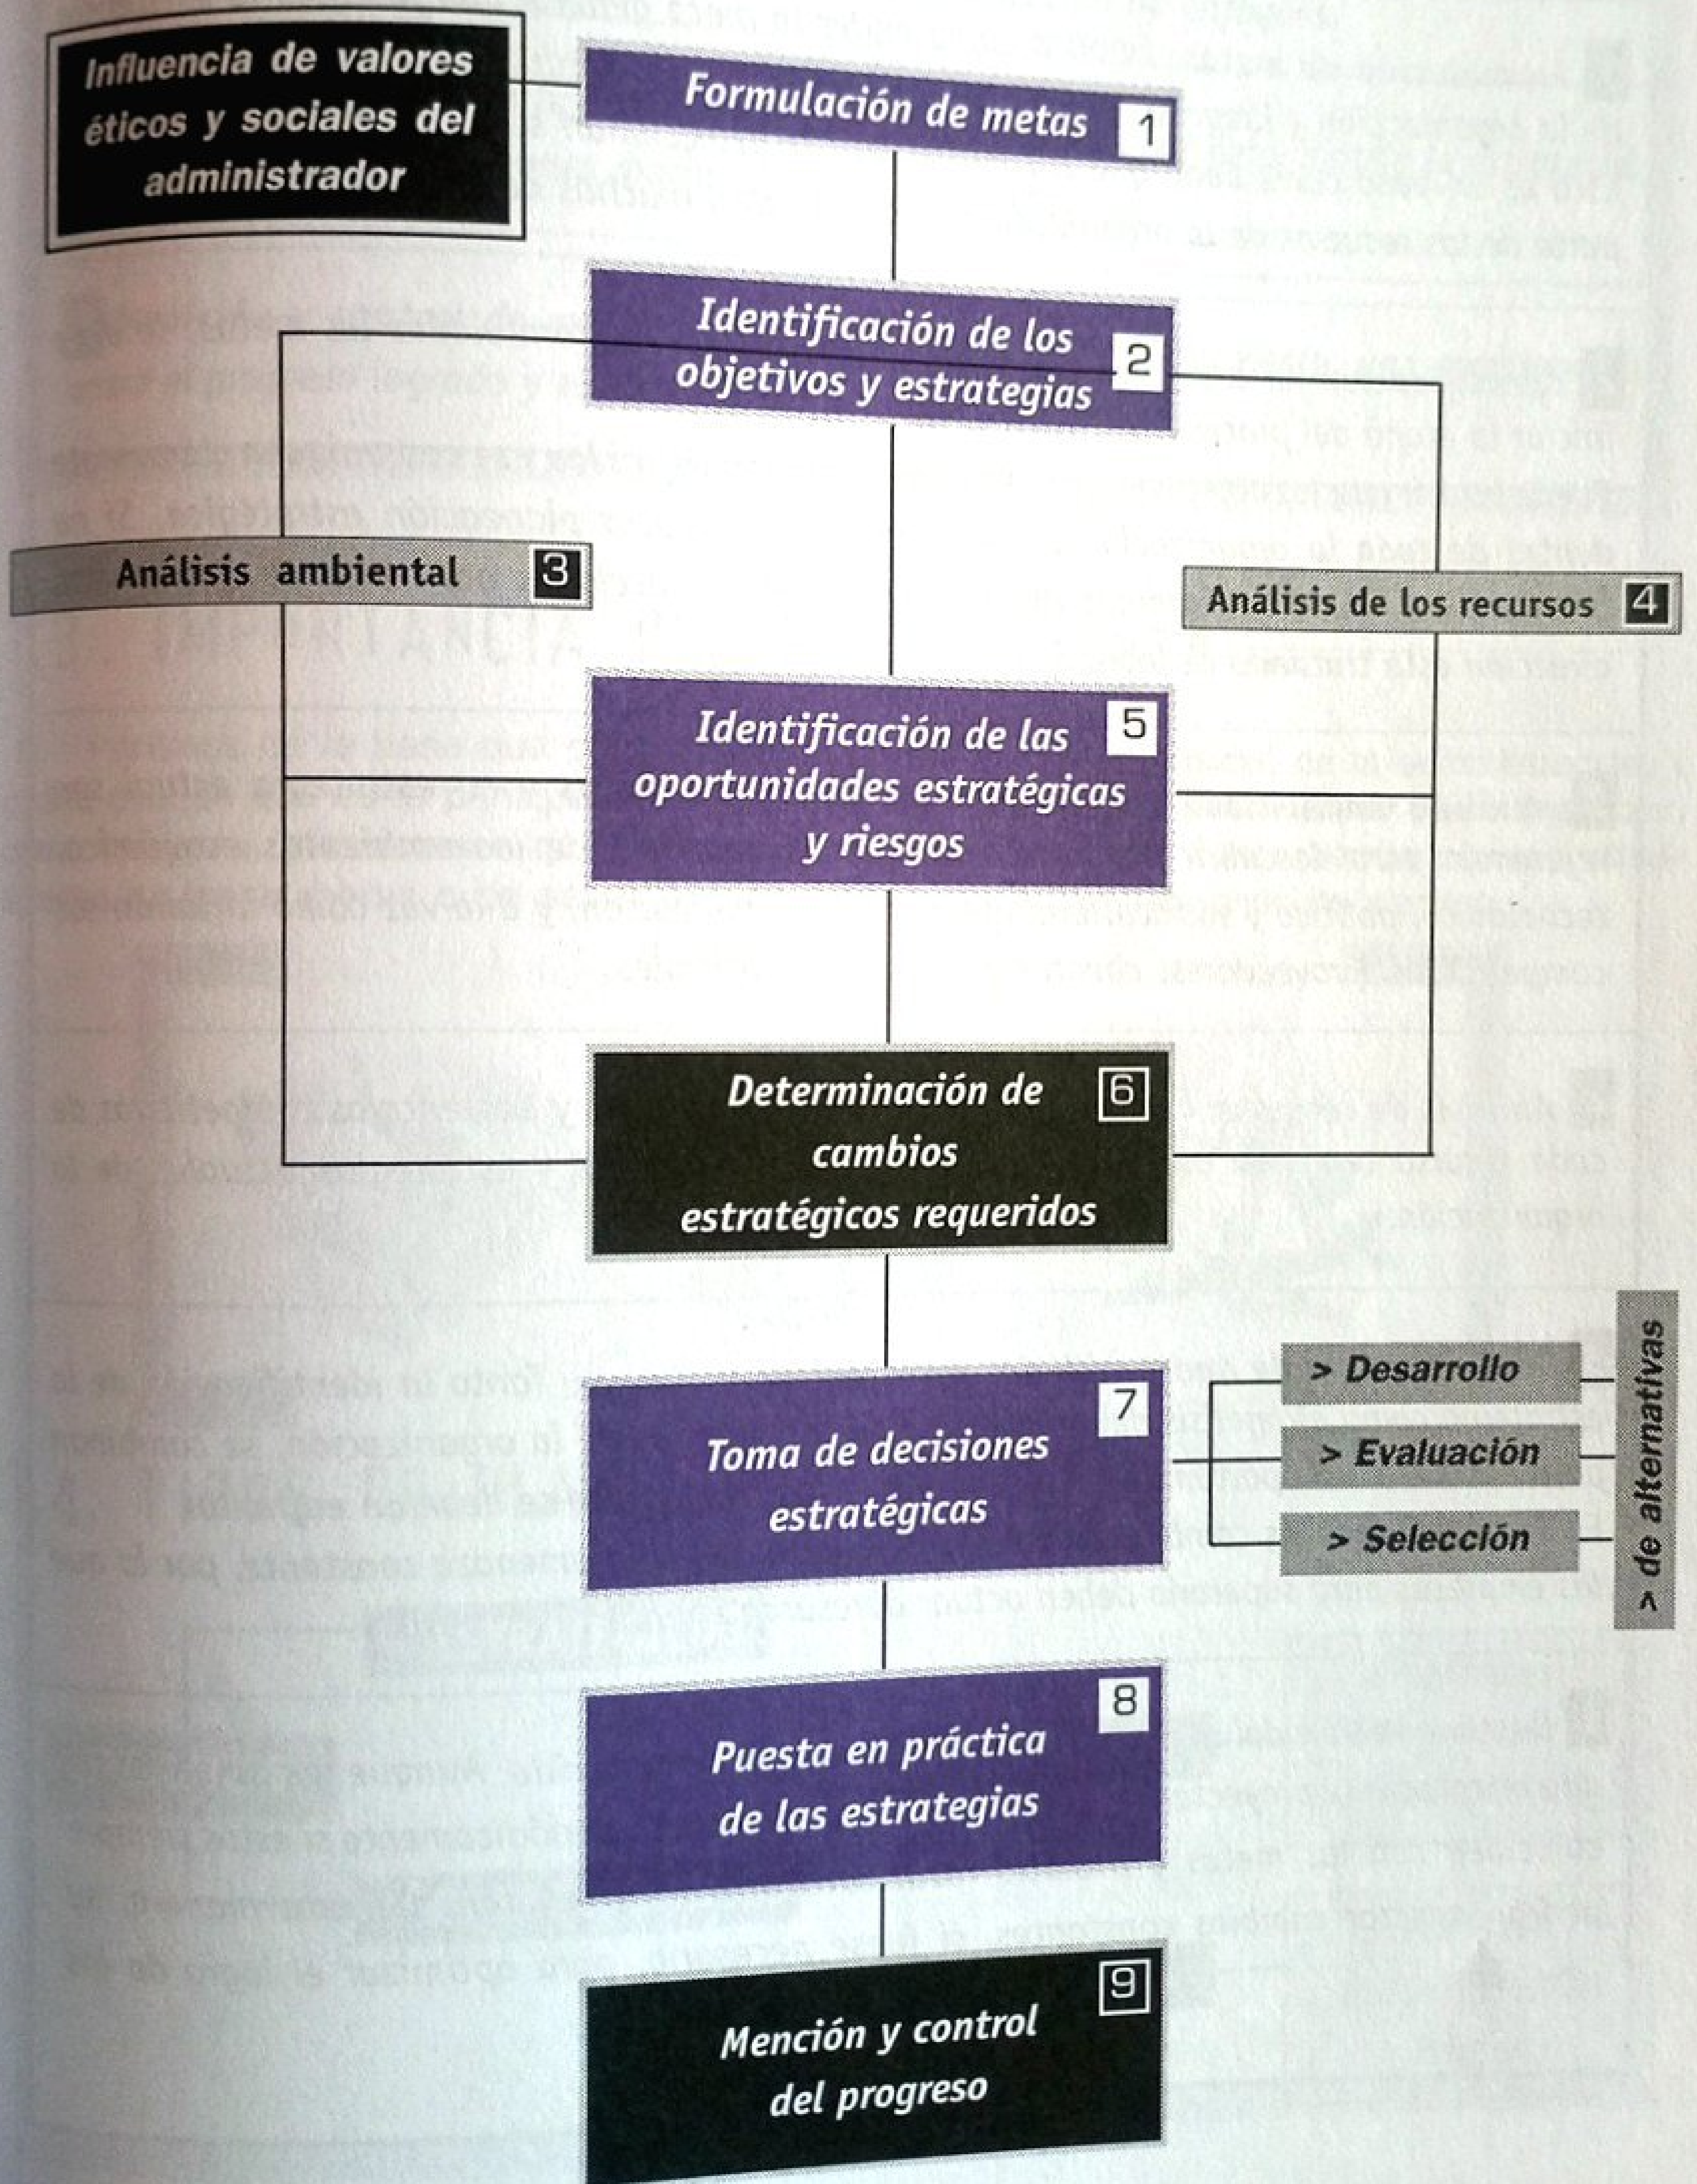 Influencia de valores
éticos y sociales del
administrador
Formulación de metas 1
Identificación de los
objetivos y estrategias
2
Análisis ambiental 3
Análisis de los recursos 4
Identificación de las
oportunidades estratégicas
y riesgos
5
Determinación de
cambios
estratégicos requeridos
6
Toma de decisiones
estratégicas
7
> Desarrollo
> Evaluación
> Selección
> de alternativas
Puesta en práctica
de las estrategias
8
Mención y control
del progreso
9